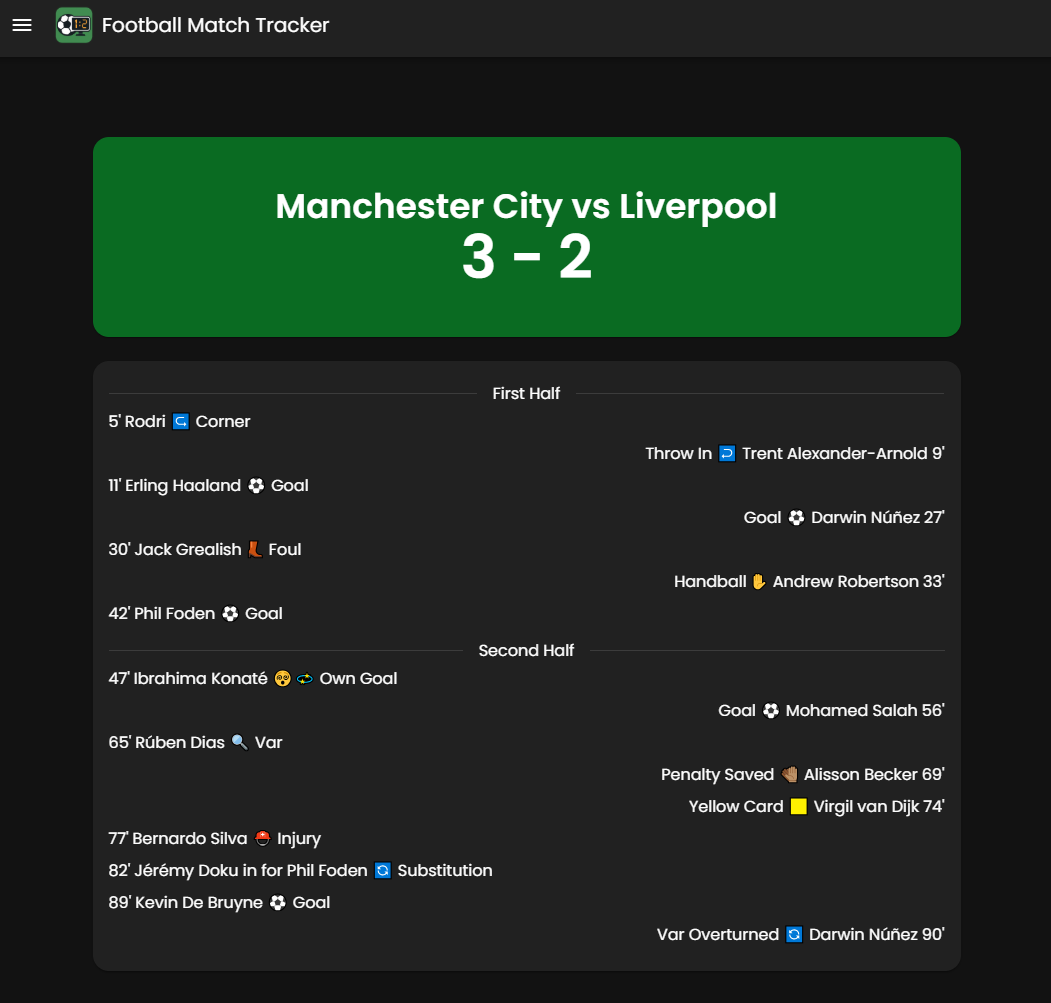 1:2 Football Match Tracker
Manchester City vs Liverpool
3 - 2
First Half
5' Rodri ↪️ Corner
Throw In ↩️ Trent Alexander-Arnold 9'
11' Erling Haaland ⚽ Goal
Goal ⚽ Darwin Núñez 27'
30' Jack Grealish 👢 Foul
Handball ✋ Andrew Robertson 33'
42' Phil Foden ⚽ Goal
Second Half
47' Ibrahima Konaté 😵💫 Own Goal
Goal ⚽ Mohamed Salah 56'
65' Rúben Dias 🔍 Var
Penalty Saved 🤚🏽 Alisson Becker 69'
Yellow Card 🟨 Virgil van Dijk 74'
77' Bernardo Silva ⛑️ Injury
82' Jérémy Doku in for Phil Foden 🔄 Substitution
89' Kevin De Bruyne ⚽ Goal
Var Overturned 🔄 Darwin Núñez 90'